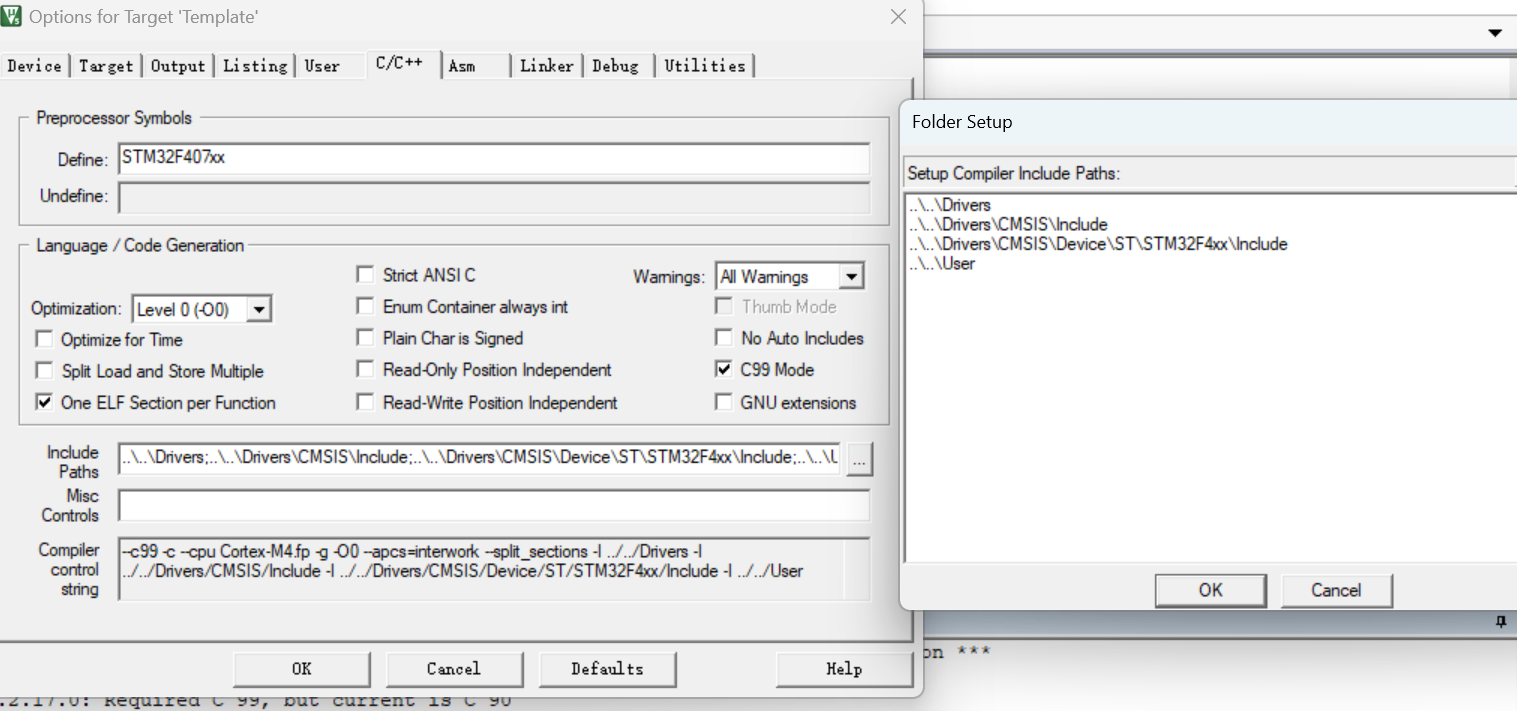 Options for Target 'Template'
Device Target Output Listing User C/C++ Asm Linker Debug Utilities
Preprocessor Symbols
Define: STM32F407xx
Undefine:
Language / Code Generation
Strict ANSI C
Warnings: All Warnings
Optimization: Level 0 (-O0)
Enum Container always int
Thumb Mode
Optimize for Time
Plain Char is Signed
No Auto Includes
Split Load and Store Multiple
Read-Only Position Independent
C99 Mode
One ELF Section per Function
Read-Write Position Independent
GNU extensions
Include Paths
..\..\Drivers;..\..\Drivers\CMSIS\Include;..\..\Drivers\CMSIS\Device\ST\STM32F4xx\Include;..\..\U
...
Misc Controls
Compiler control string
--c99 -c --cpu Cortex-M4.fp -g -O0 --apcs=interwork --split_sections -I ../../Drivers -I
../../Drivers/CMSIS/Include -I ../../Drivers/CMSIS/Device/ST/STM32F4xx/Include -I ../../User
OK Cancel Defaults Help
Folder Setup
Setup Compiler Include Paths:
..\..\Drivers
..\..\Drivers\CMSIS\Include
..\..\Drivers\CMSIS\Device\ST\STM32F4xx\Include
..\..\User
OK Cancel
on ***
.2.17.0: Required C 99, but current is C 90